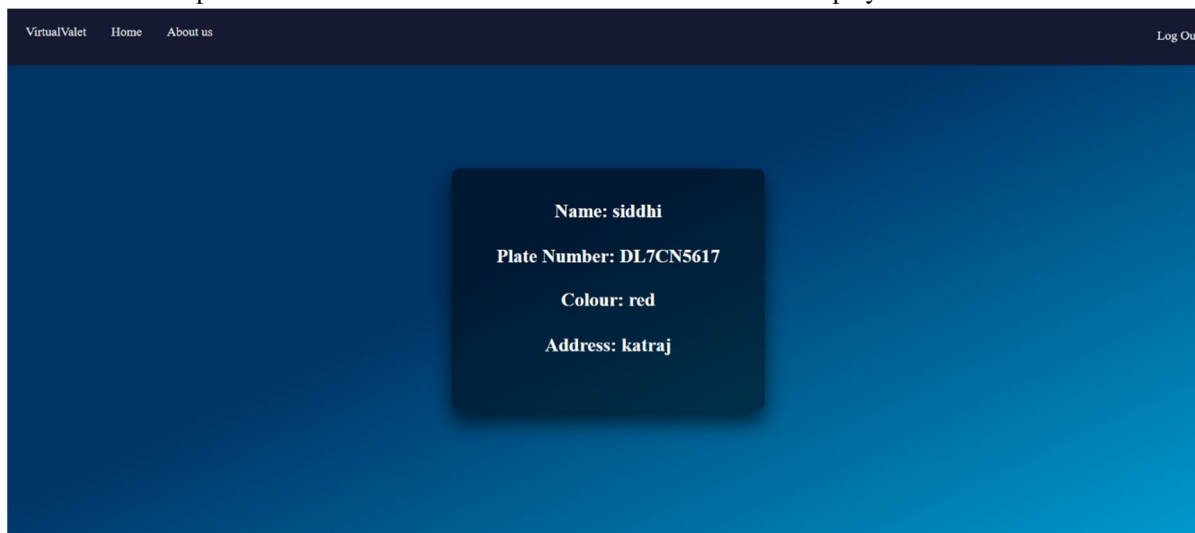 VirtualValet Home About us Log Ou
Name: siddhi
Plate Number: DL7CN5617
Colour: red
Address: katraj